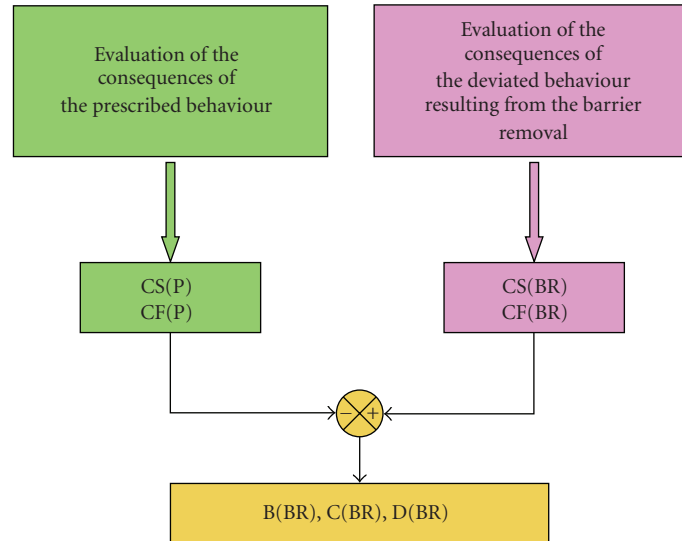 Evaluation of the
consequences of
the prescribed behaviour
Evaluation of the
consequences of
the deviated behaviour
resulting from the barrier
removal
CS(P)
CF(P)
CS(BR)
CF(BR)
− +
B(BR), C(BR), D(BR)